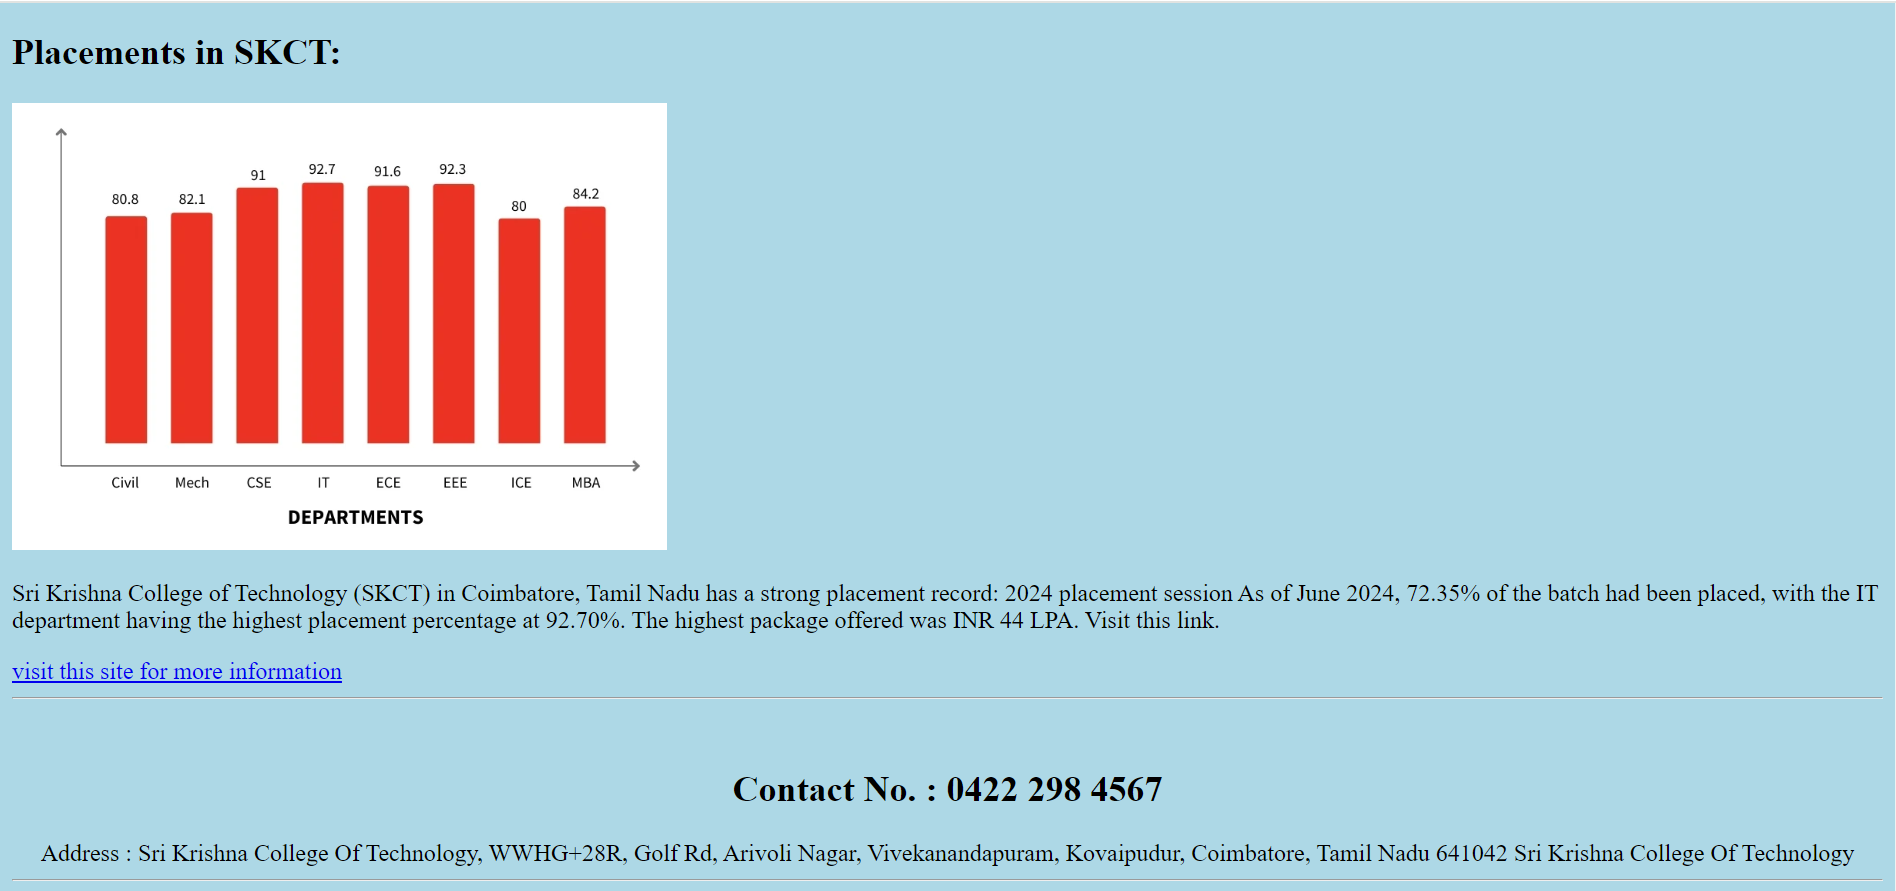 Placements in SKCT:
80.8 82.1 91 92.7 91.6 92.3 80 84.2
Civil Mech CSE IT ECE EEE ICE MBA
DEPARTMENTS
Sri Krishna College of Technology (SKCT) in Coimbatore, Tamil Nadu has a strong placement record: 2024 placement session As of June 2024, 72.35% of the batch had been placed, with the IT
department having the highest placement percentage at 92.70%. The highest package offered was INR 44 LPA. Visit this link.
visit this site for more information
Contact No. : 0422 298 4567
Address : Sri Krishna College Of Technology, WWHG+28R, Golf Rd, Arivoli Nagar, Vivekanandapuram, Kovaipudur, Coimbatore, Tamil Nadu 641042 Sri Krishna College Of Technology